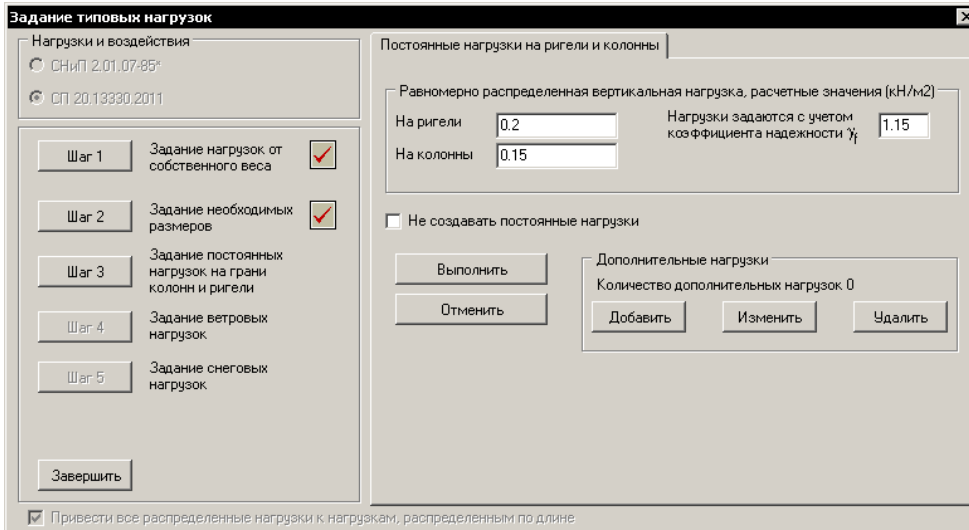 Задание типовых нагрузок
Нагрузки и воздействия
СНиП 2.01.07-85*
СП 20.13330.2011
Шаг 1
Задание нагрузок от
собственного веса
Шаг 2
Задание необходимых
размеров
Шаг 3
Задание постоянных
нагрузок на грани
колонн и ригели
Шаг 4
Задание ветровых
нагрузок
Шаг 5
Задание снеговых
нагрузок
Завершить
Постоянные нагрузки на ригели и колонны
Равномерно распределенная вертикальная нагрузка, расчетные значения (кН/м2)
На ригели
0.2
На колонны
0.15
Нагрузки задаются с учетом
коэффициента надежности γf
1.15
Не создавать постоянные нагрузки
Выполнить
Отменить
Дополнительные нагрузки
Количество дополнительных нагрузок 0
Добавить
Изменить
Удалить
Привести все распределенные нагрузки к нагрузкам, распределенным по длине